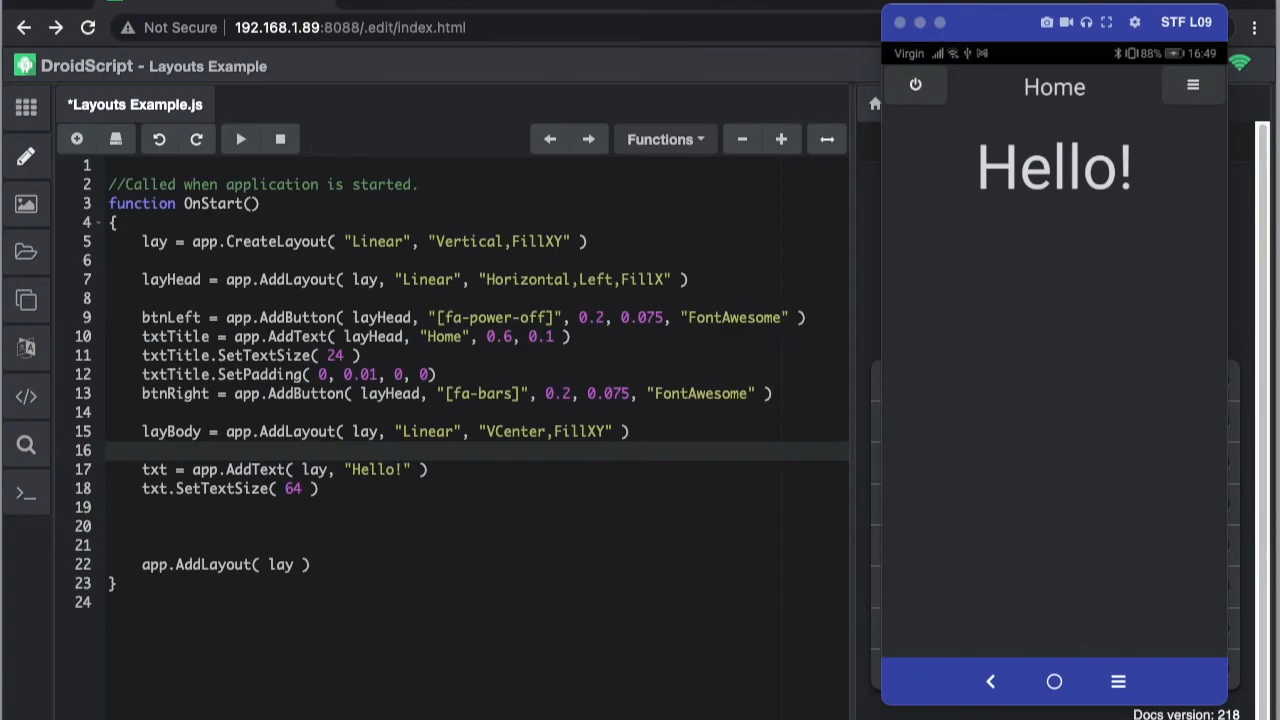 Not Secure
192.168.1.89:8088/.edit/index.html
DroidScript - Layouts Example
*Layouts Example.js
Functions
1
2 //Called when application is started.
3 function OnStart()
4 {
5 lay = app.CreateLayout( "Linear", "Vertical,FillXY" )
6
7 layHead = app.AddLayout( lay, "Linear", "Horizontal,Left,FillX" )
8
9 btnLeft = app.AddButton( layHead, "[fa-power-off]", 0.2, 0.075, "FontAwesome" )
10 txtTitle = app.AddText( layHead, "Home", 0.6, 0.1 )
11 txtTitle.SetTextSize( 24 )
12 txtTitle.SetPadding( 0, 0.01, 0, 0)
13 btnRight = app.AddButton( layHead, "[fa-bars]", 0.2, 0.075, "FontAwesome" )
14
15 layBody = app.AddLayout( lay, "Linear", "VCenter,FillXY" )
16
17 txt = app.AddText( lay, "Hello!" )
18 txt.SetTextSize( 64 )
19
20
21
22 app.AddLayout( lay )
23 }
24
STF L09
Virgin 88% 16:49
Home
Hello!
Docs version: 218